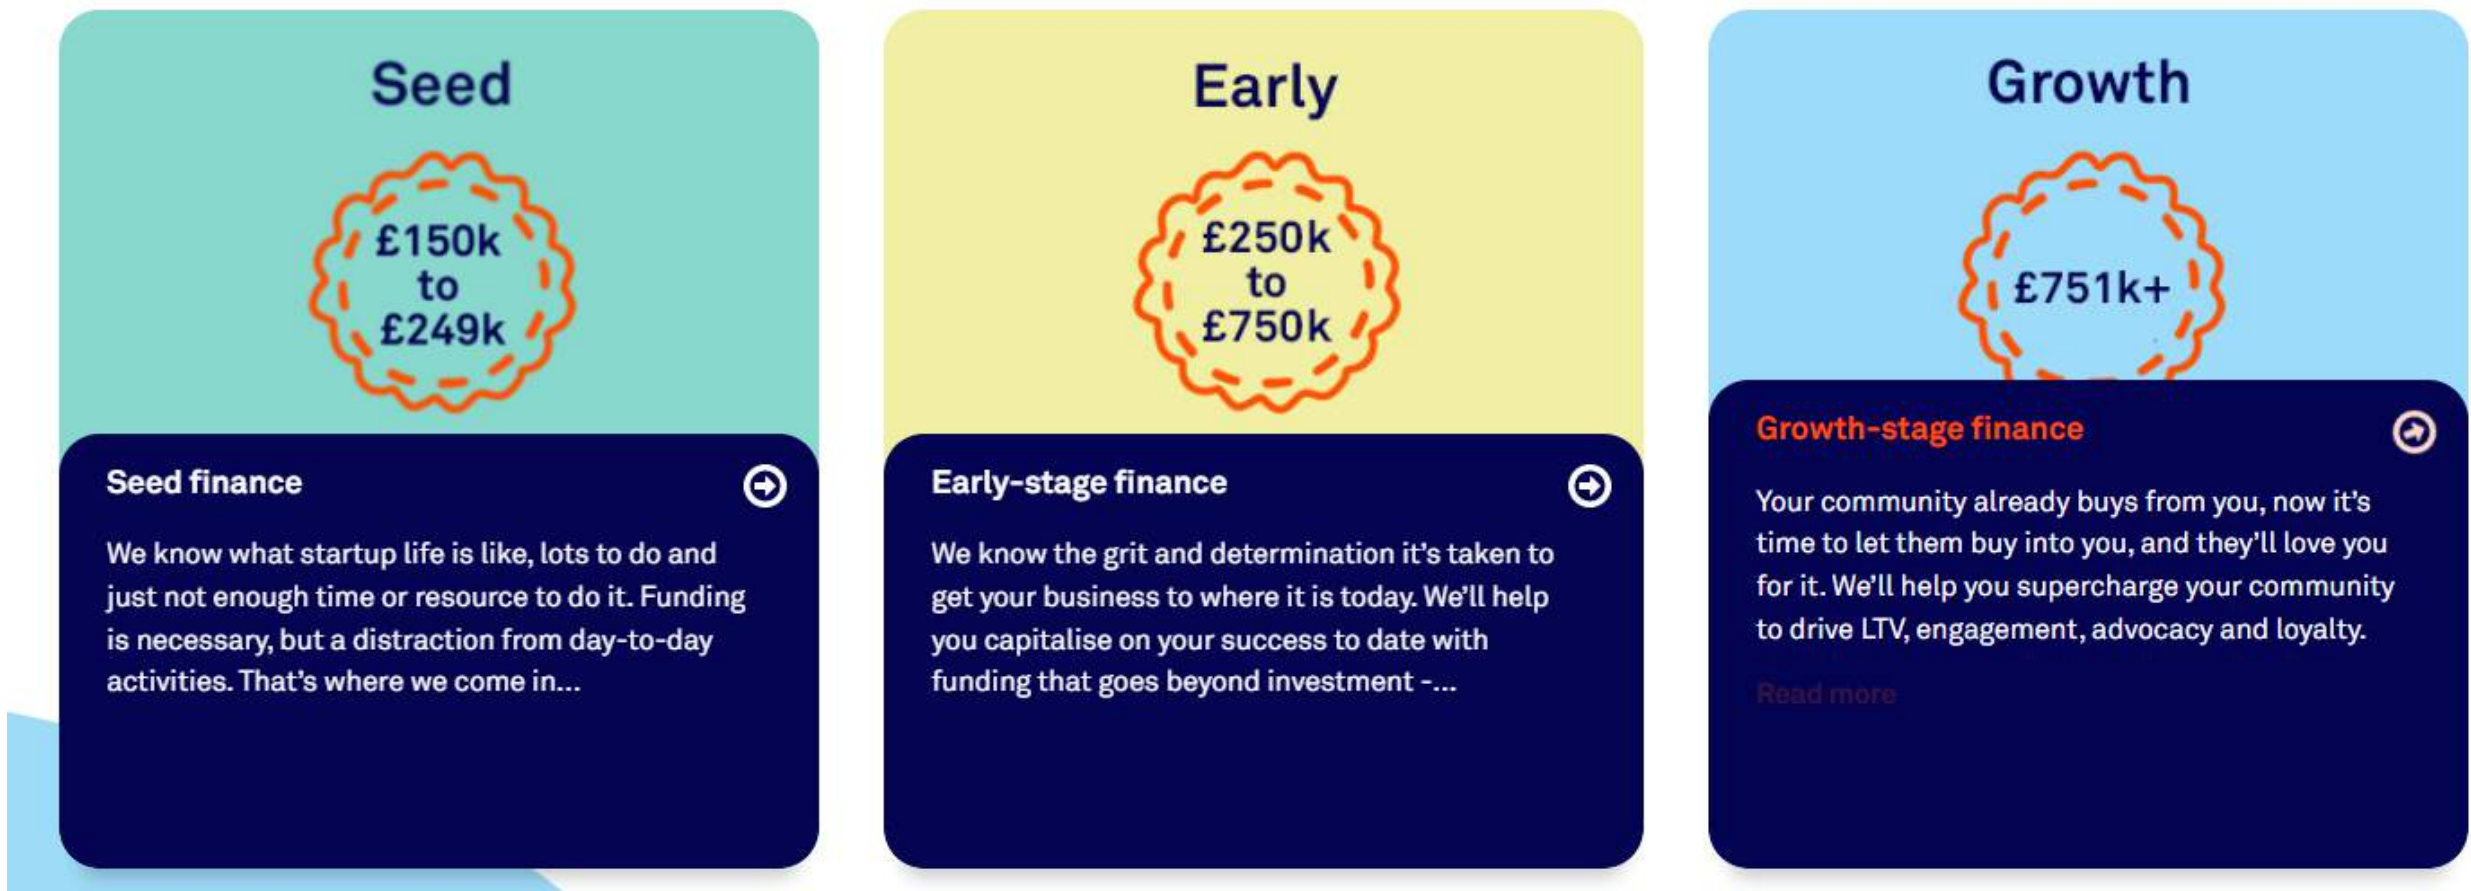 Seed
£150k
to
£249k
Seed finance
We know what startup life is like, lots to do and
just not enough time or resource to do it. Funding
is necessary, but a distraction from day-to-day
activities. That's where we come in...
Early
£250k
to
£750k
Early-stage finance
We know the grit and determination it's taken to
get your business to where it is today. We'll help
you capitalise on your success to date with
funding that goes beyond investment -...
Growth
£751k+
Growth-stage finance
Your community already buys from you, now it's
time to let them buy into you, and they'll love you
for it. We'll help you supercharge your community
to drive LTV, engagement, advocacy and loyalty.
Read more